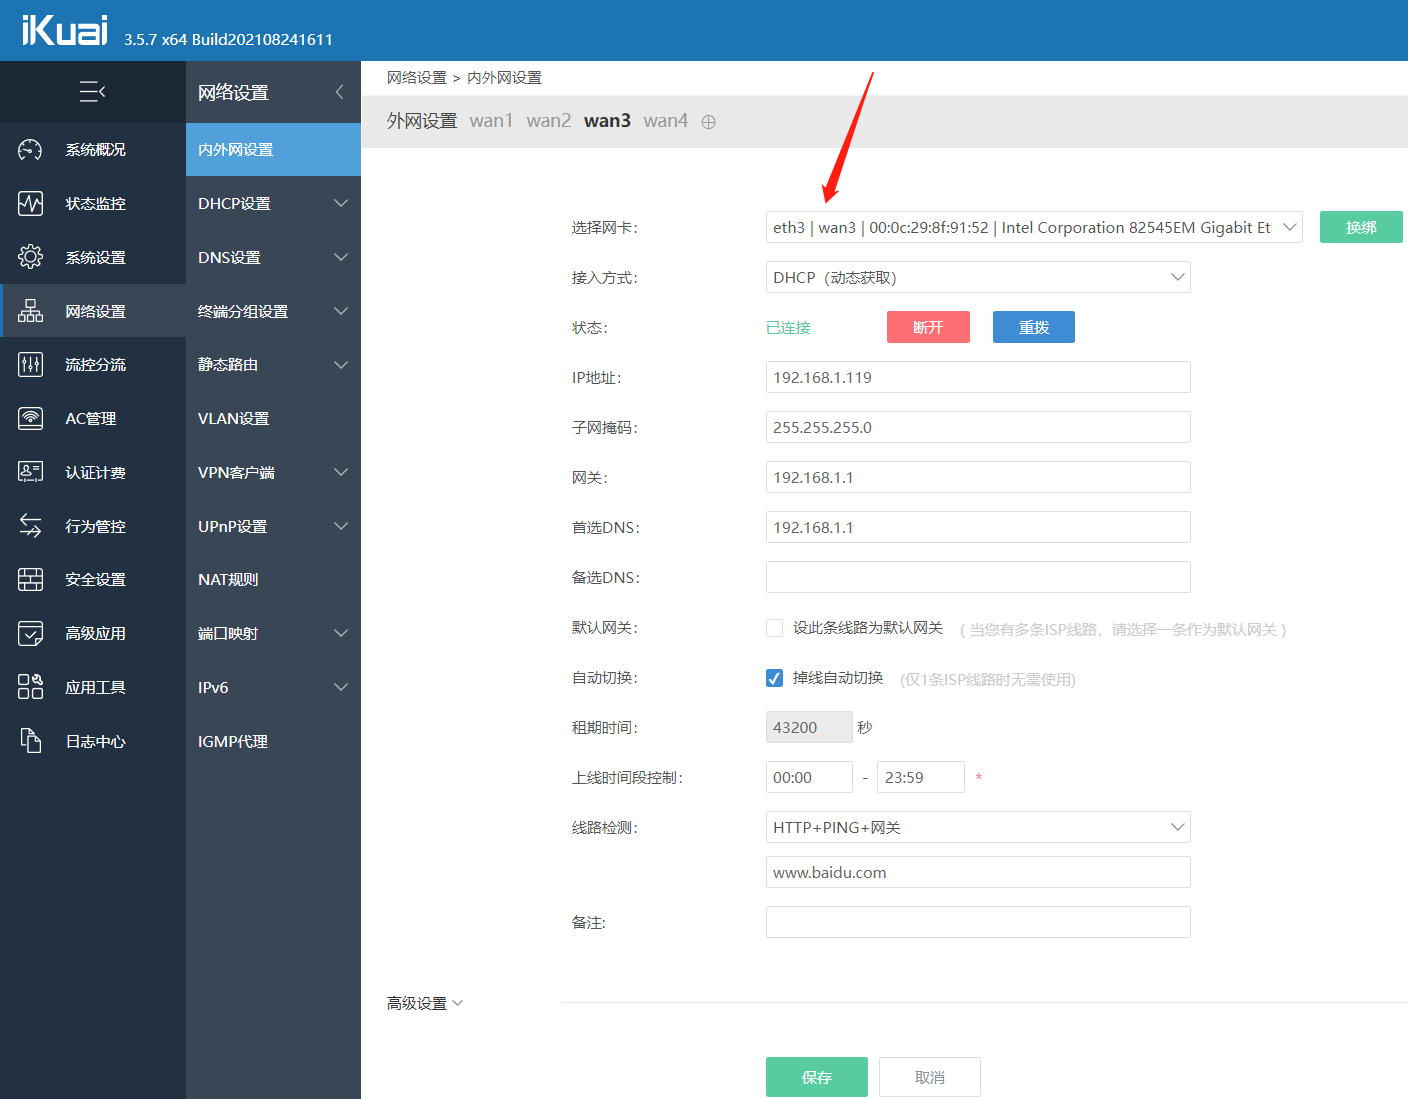 iKuai 3.5.7 x64 Build202108241611
网络设置
系统概况
状态监控
系统设置
网络设置
流控分流
AC管理
认证计费
行为管控
安全设置
高级应用
应用工具
日志中心
内外网设置
DHCP设置
DNS设置
终端分组设置
静态路由
VLAN设置
VPN客户端
UPnP设置
NAT规则
端口映射
IPv6
IGMP代理
网络设置 > 内外网设置
外网设置 wan1 wan2 wan3 wan4
选择网卡: eth3 | wan3 | 00:0c:29:8f:91:52 | Intel Corporation 82545EM Gigabit Et 换绑
接入方式: DHCP（动态获取）
状态: 已连接 断开 重拨
IP地址: 192.168.1.119
子网掩码: 255.255.255.0
网关: 192.168.1.1
首选DNS: 192.168.1.1
备选DNS:
默认网关: 设此条线路为默认网关 ( 当您有多条ISP线路，请选择一条作为默认网关 )
自动切换: 掉线自动切换 (仅1条ISP线路时无需使用)
租期时间: 43200 秒
上线时间段控制: 00:00 - 23:59 *
线路检测: HTTP+PING+网关
www.baidu.com
备注:
高级设置
保存 取消